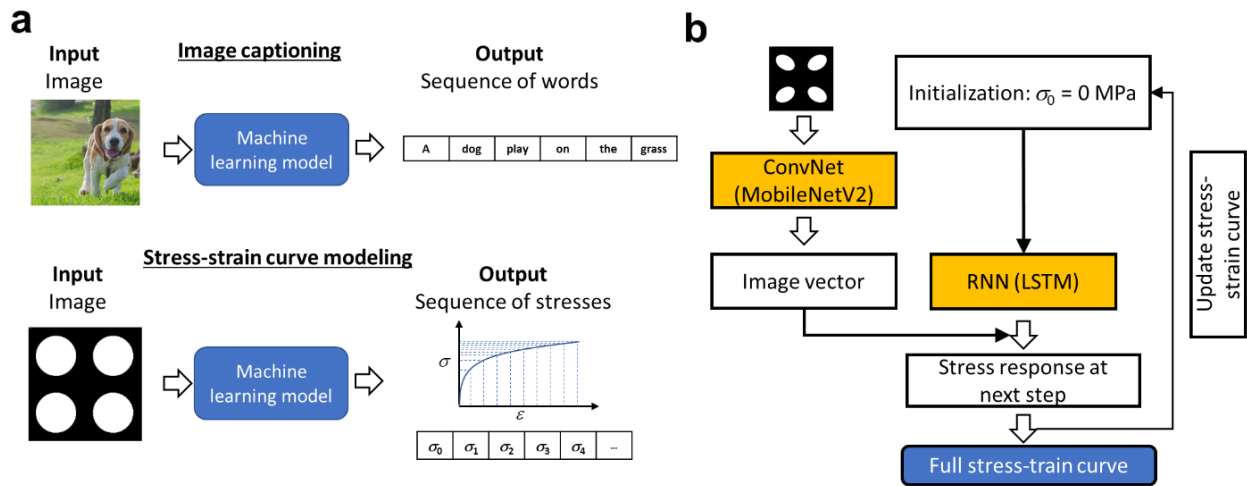 a
Image captioning
Input
Image
Output
Sequence of words
Machine
learning model
A dog play on the grass
Stress-strain curve modeling
Input
Image
Output
Sequence of stresses
Machine
learning model
σ
ε
σ0 σ1 σ2 σ3 σ4 ...
b
Initialization: σ0 = 0 MPa
ConvNet
(MobileNetV2)
Image vector
RNN (LSTM)
Update stress-
strain curve
Stress response at
next step
Full stress-train curve